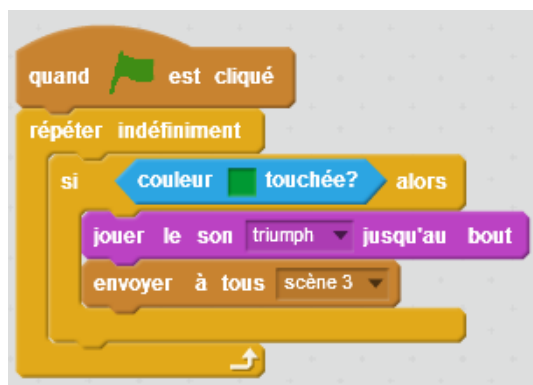 quand est cliqué
répéter indéfiniment
si couleur touchée? alors
jouer le son triumph jusqu'au bout
envoyer à tous scène 3